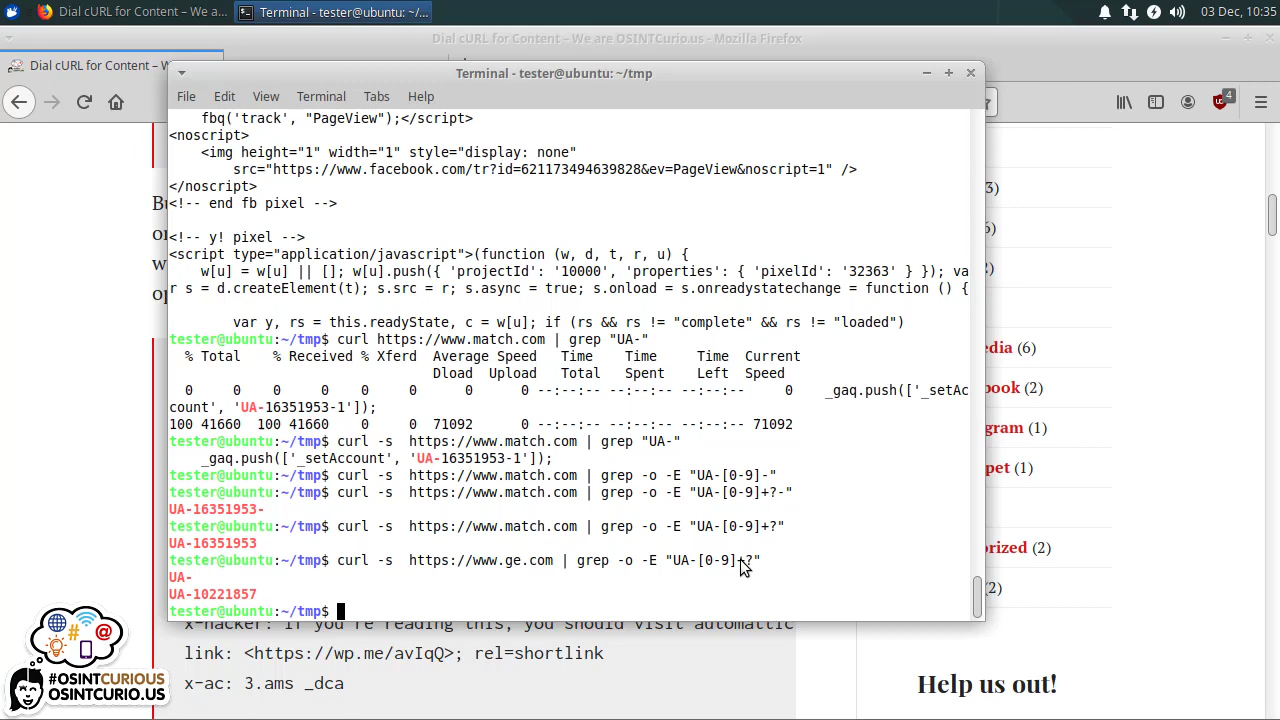 Dial cURL for Content – We a...
Terminal - tester@ubuntu: ~/...
03 Dec, 10:35
Dial cURL for Content – We are OSINTCurio.us - Mozilla Firefox
Dial cURL for Content – W
Terminal - tester@ubuntu: ~/tmp
4
File Edit View Terminal Tabs Help
fbq('track', "PageView");</script>
<noscript>
<img height="1" width="1" style="display: none"
src="https://www.facebook.com/tr?id=621173494639828&ev=PageView&noscript=1" />
</noscript>
<!-- end fb pixel -->
<!-- y! pixel -->
<script type="application/javascript">(function (w, d, t, r, u) {
w[u] = w[u] || []; w[u].push({ 'projectId': '10000', 'properties': { 'pixelId': '32363' } }); va
r s = d.createElement(t); s.src = r; s.async = true; s.onload = s.onreadystatechange = function () {
var y, rs = this.readyState, c = w[u]; if (rs && rs != "complete" && rs != "loaded")
tester@ubuntu:~/tmp$ curl https://www.match.com | grep "UA-"
% Total % Received % Xferd Average Speed Time Time Time Current
Dload Upload Total Spent Left Speed
0 0 0 0 0 0 0 0 --:--:-- --:--:-- --:--:-- 0 _gaq.push(['_setAc
count', 'UA-16351953-1']);
100 41660 100 41660 0 0 71092 0 --:--:-- --:--:-- --:--:-- 71092
tester@ubuntu:~/tmp$ curl -s https://www.match.com | grep "UA-"
_gaq.push(['_setAccount', 'UA-16351953-1']);
tester@ubuntu:~/tmp$ curl -s https://www.match.com | grep -o -E "UA-[0-9]-"
tester@ubuntu:~/tmp$ curl -s https://www.match.com | grep -o -E "UA-[0-9]+?-"
UA-16351953-
tester@ubuntu:~/tmp$ curl -s https://www.match.com | grep -o -E "UA-[0-9]+?"
UA-16351953
tester@ubuntu:~/tmp$ curl -s https://www.ge.com | grep -o -E "UA-[0-9]+?"
UA-
UA-10221857
tester@ubuntu:~/tmp$
3)
6)
2)
edia (6)
book (2)
gram (1)
pet (1)
orized (2)
(2)
x-hacker: if you're reading this, you should visit automattic
link: <https://wp.me/avIqQ>; rel=shortlink
x-ac: 3.ams _dca
Help us out!
#OSINTCURIOUS
OSINTCURIO.US